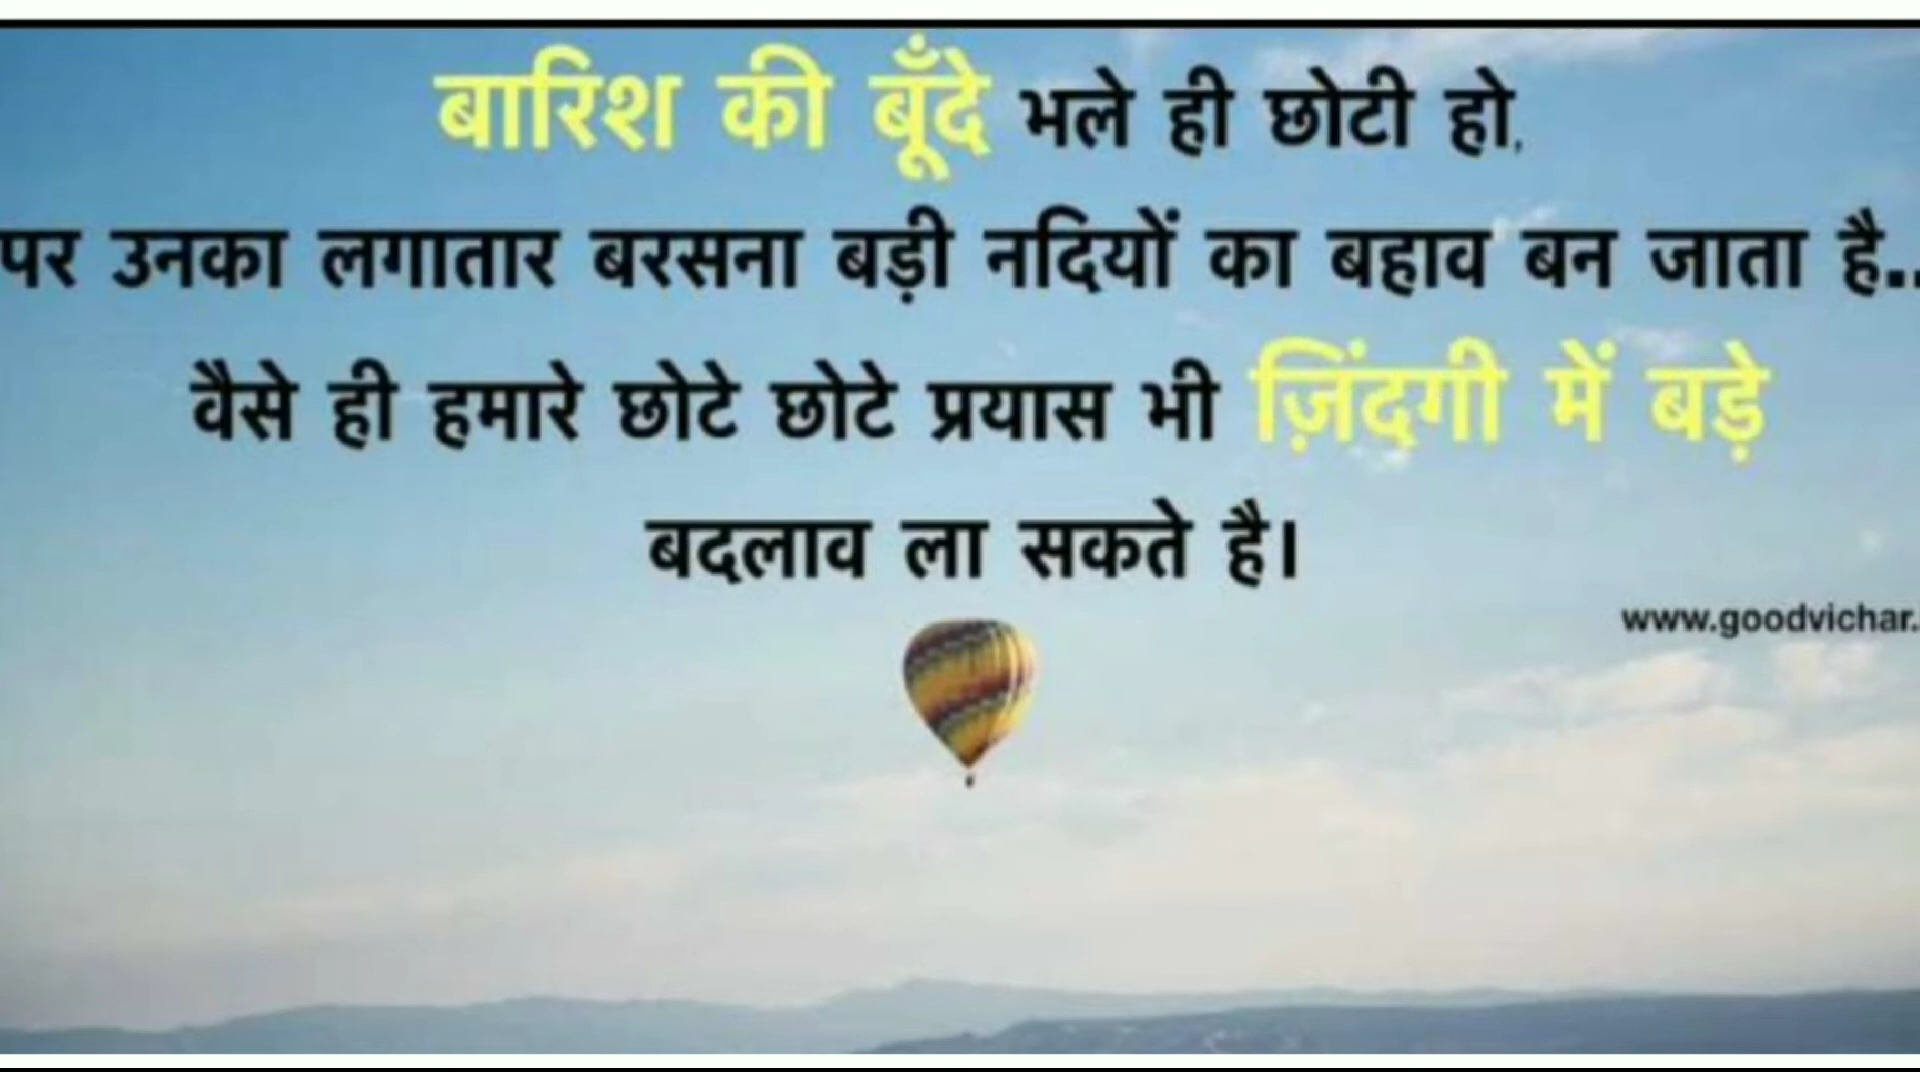 बारिश की बूँदे भले ही छोटी हो,
पर उनका लगातार बरसना बड़ी नदियों का बहाव बन जाता है..
वैसे ही हमारे छोटे छोटे प्रयास भी ज़िंदगी में बड़े
बदलाव ला सकते है।
www.goodvichar.